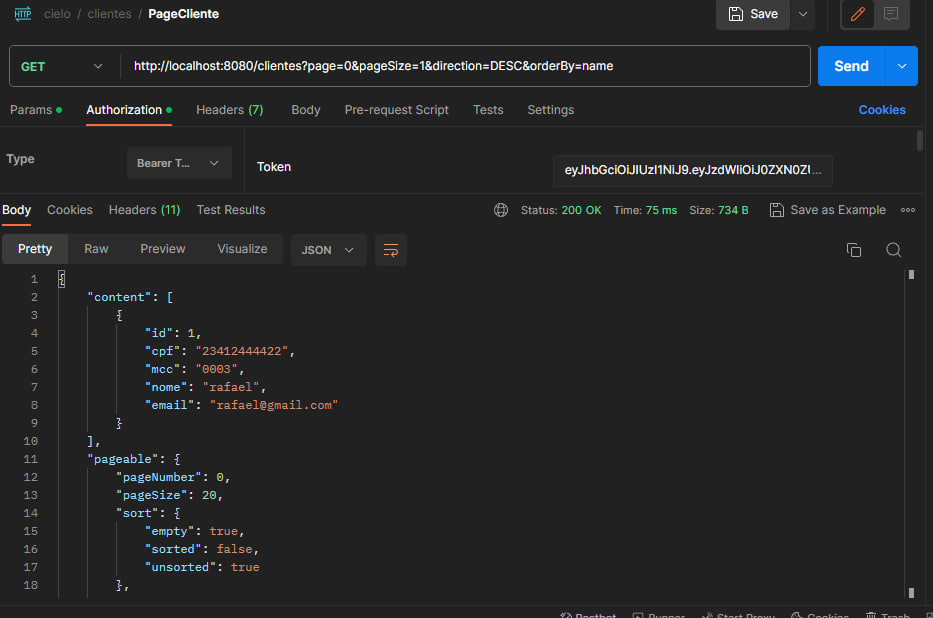 HTTP cielo / clientes / PageCliente Save
GET http://localhost:8080/clientes?page=0&pageSize=1&direction=DESC&orderBy=name Send
Params Authorization Headers (7) Body Pre-request Script Tests Settings Cookies
Type Bearer T... Token eyJhbGciOiJIUzI1NiJ9.eyJzdWIiOiJ0ZXN0ZI...
Body Cookies Headers (11) Test Results Status: 200 OK Time: 75 ms Size: 734 B Save as Example
Pretty Raw Preview Visualize JSON
1 {
2 "content": [
3 {
4 "id": 1,
5 "cpf": "23412444422",
6 "mcc": "0003",
7 "nome": "rafael",
8 "email": "rafael@gmail.com"
9 }
10 ],
11 "pageable": {
12 "pageNumber": 0,
13 "pageSize": 20,
14 "sort": {
15 "empty": true,
16 "sorted": false,
17 "unsorted": true
18 },
Postbot Runner Start Proxy Cookies Trash